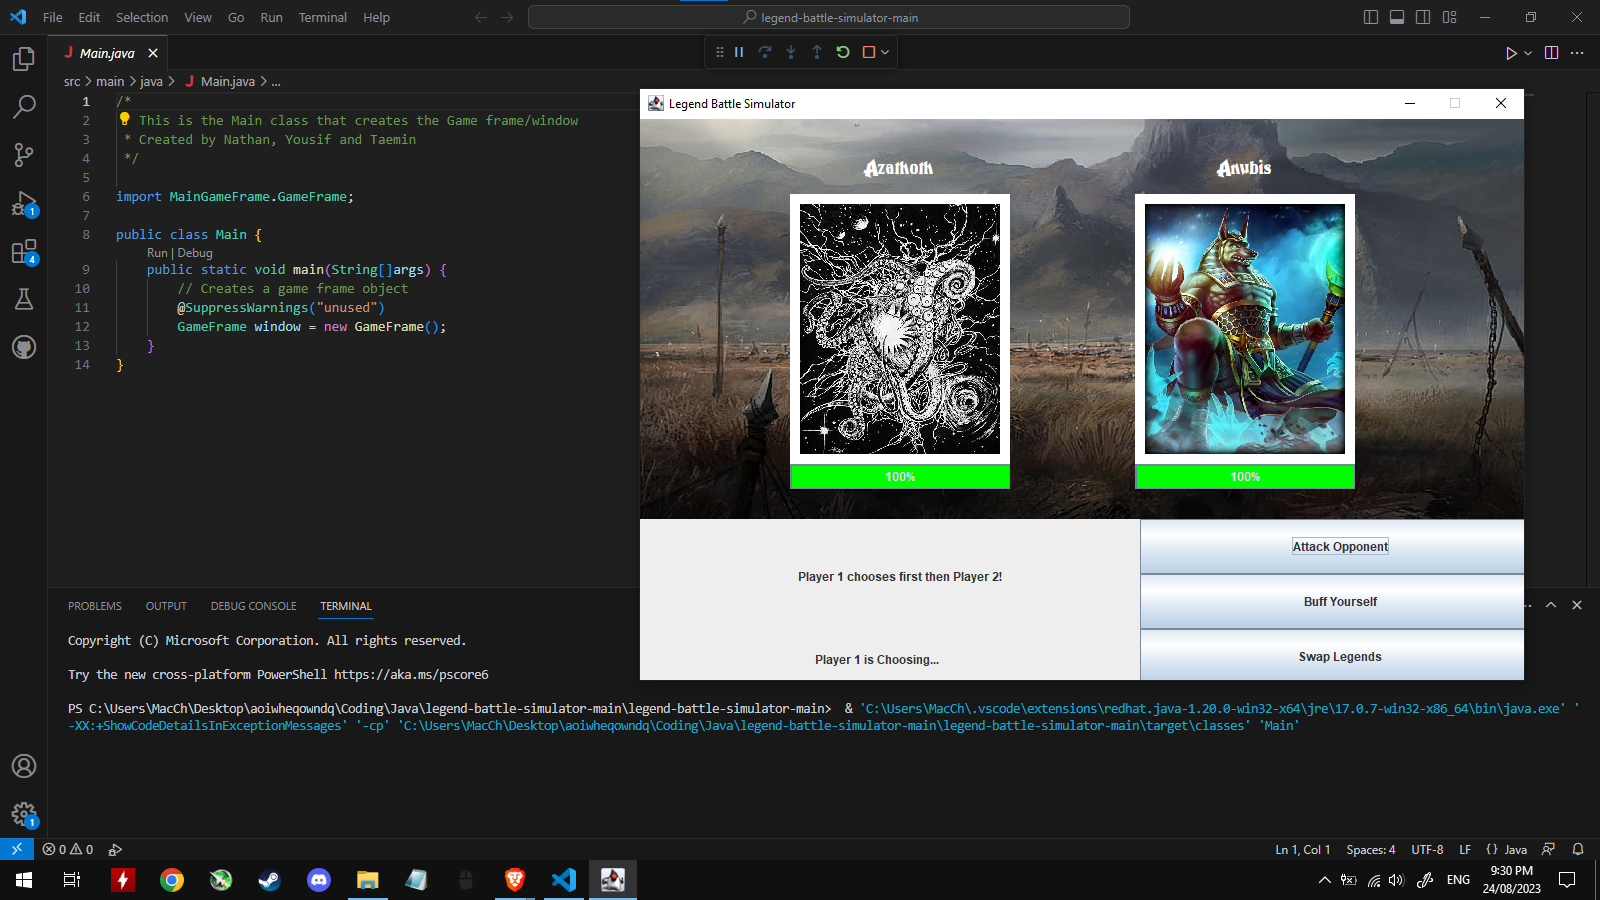 File Edit Selection View Go Run Terminal Help
legend-battle-simulator-main
Main.java
src > main > java > Main.java > ...
1 /*
2 This is the Main class that creates the Game frame/window
3 * Created by Nathan, Yousif and Taemin
4 */
5
6 import MainGameFrame.GameFrame;
7
8 public class Main {
Run | Debug
9 public static void main(String[]args) {
10 // Creates a game frame object
11 @SuppressWarnings("unused")
12 GameFrame window = new GameFrame();
13 }
14 }
Legend Battle Simulator
Azathoth
Anubis
100%
100%
Player 1 chooses first then Player 2!
Player 1 is Choosing...
Attack Opponent
Buff Yourself
Swap Legends
PROBLEMS OUTPUT DEBUG CONSOLE TERMINAL
Copyright (C) Microsoft Corporation. All rights reserved.
Try the new cross-platform PowerShell https://aka.ms/pscore6
PS C:\Users\MacCh\Desktop\aoiwheqowndq\Coding\Java\legend-battle-simulator-main\legend-battle-simulator-main> & 'C:\Users\MacCh\.vscode\extensions\redhat.java-1.20.0-win32-x64\jre\17.0.7-win32-x86_64\bin\java.exe' '
-XX:+ShowCodeDetailsInExceptionMessages' '-cp' 'C:\Users\MacCh\Desktop\aoiwheqowndq\Coding\Java\legend-battle-simulator-main\legend-battle-simulator-main\target\classes' 'Main'
1
4
1
0 0
Ln 1, Col 1 Spaces: 4 UTF-8 LF {} Java
ENG
9:30 PM
24/08/2023